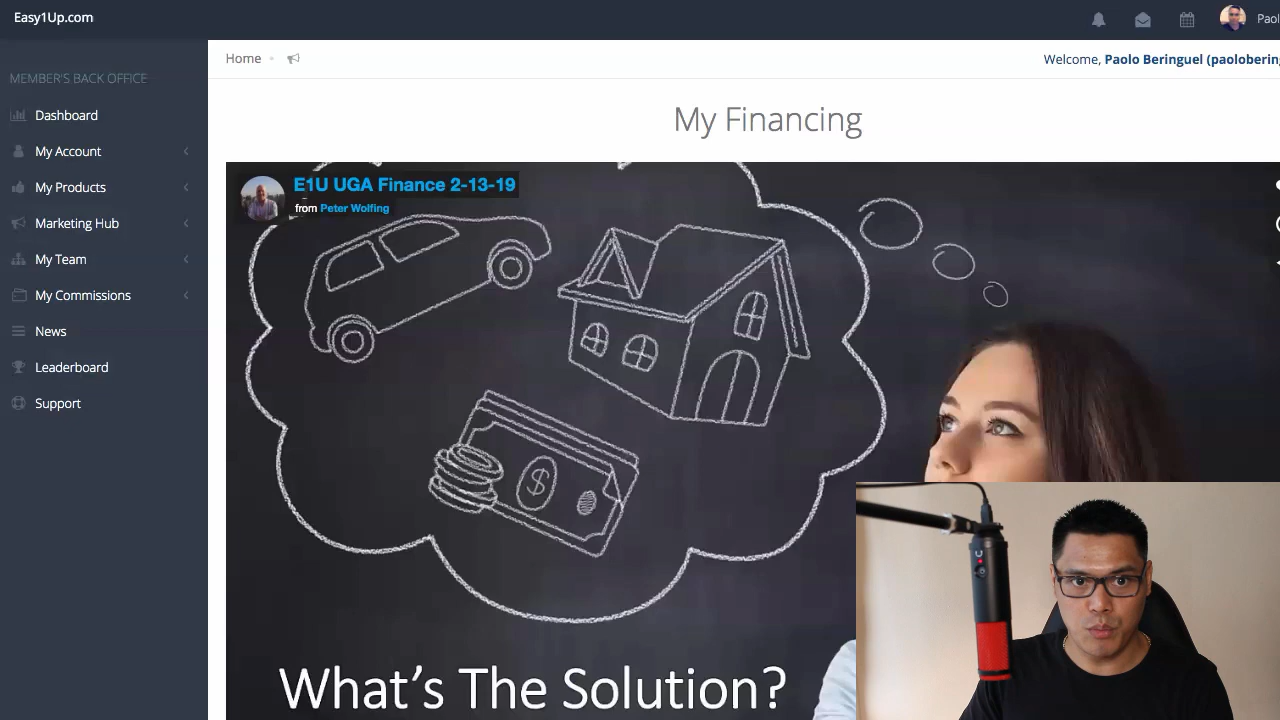 Easy1Up.com
Paol
MEMBER'S BACK OFFICE
Home
Welcome, Paolo Beringuel (paoloberin
Dashboard
My Account
My Products
Marketing Hub
My Team
My Commissions
News
Leaderboard
Support
My Financing
E1U UGA Finance 2-13-19
from Peter Wolfing
$
What's The Solution?